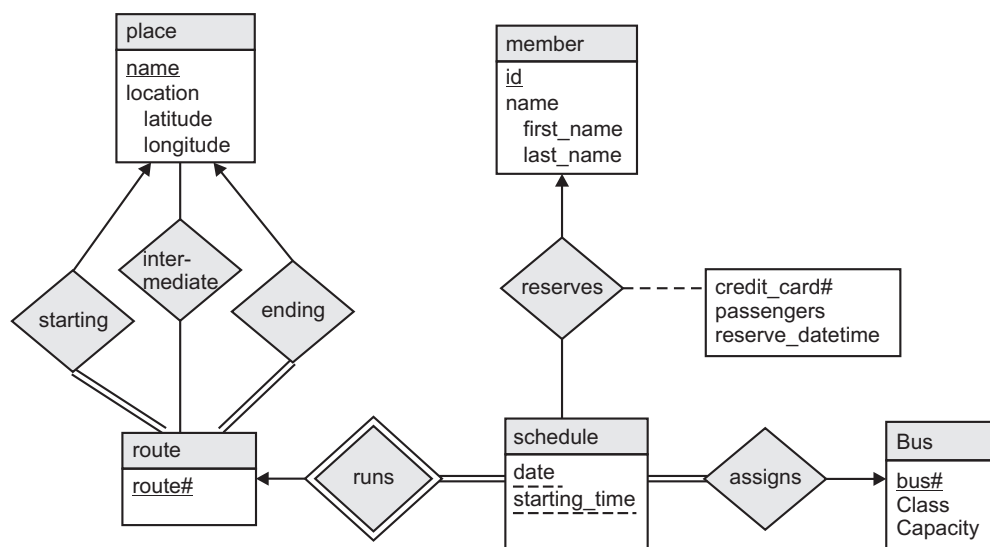 place
name
location
latitude
longitude
member
id
name
first_name
last_name
inter-
mediate
starting
ending
reserves
credit_card#
passengers
reserve_datetime
route
route#
runs
schedule
date
starting_time
assigns
Bus
bus#
Class
Capacity